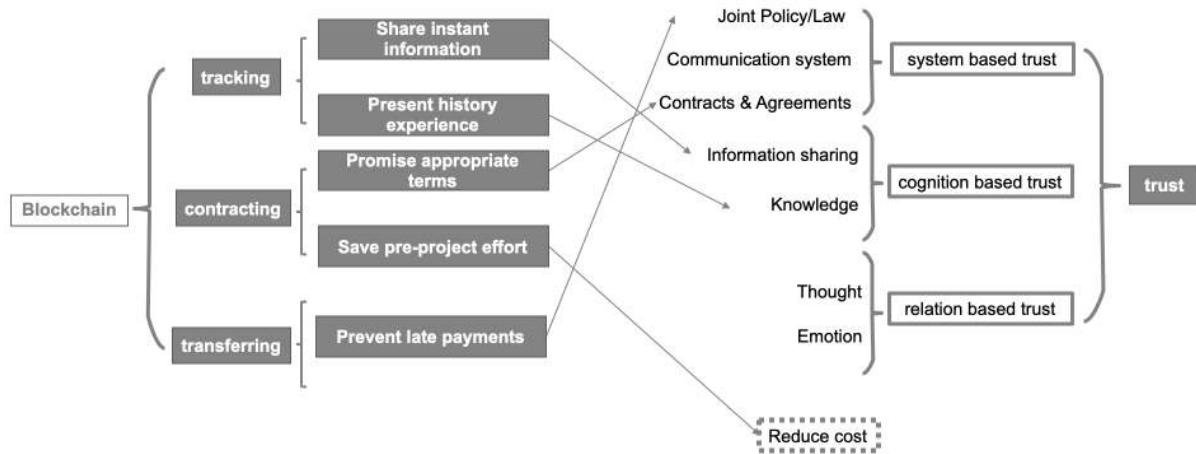 Blockchain
tracking
contracting
transferring
Share instant
information
Present history
experience
Promise appropriate
terms
Save pre-project effort
Prevent late payments
Joint Policy/Law
Communication system
Contracts & Agreements
Information sharing
Knowledge
Thought
Emotion
Reduce cost
system based trust
cognition based trust
relation based trust
trust